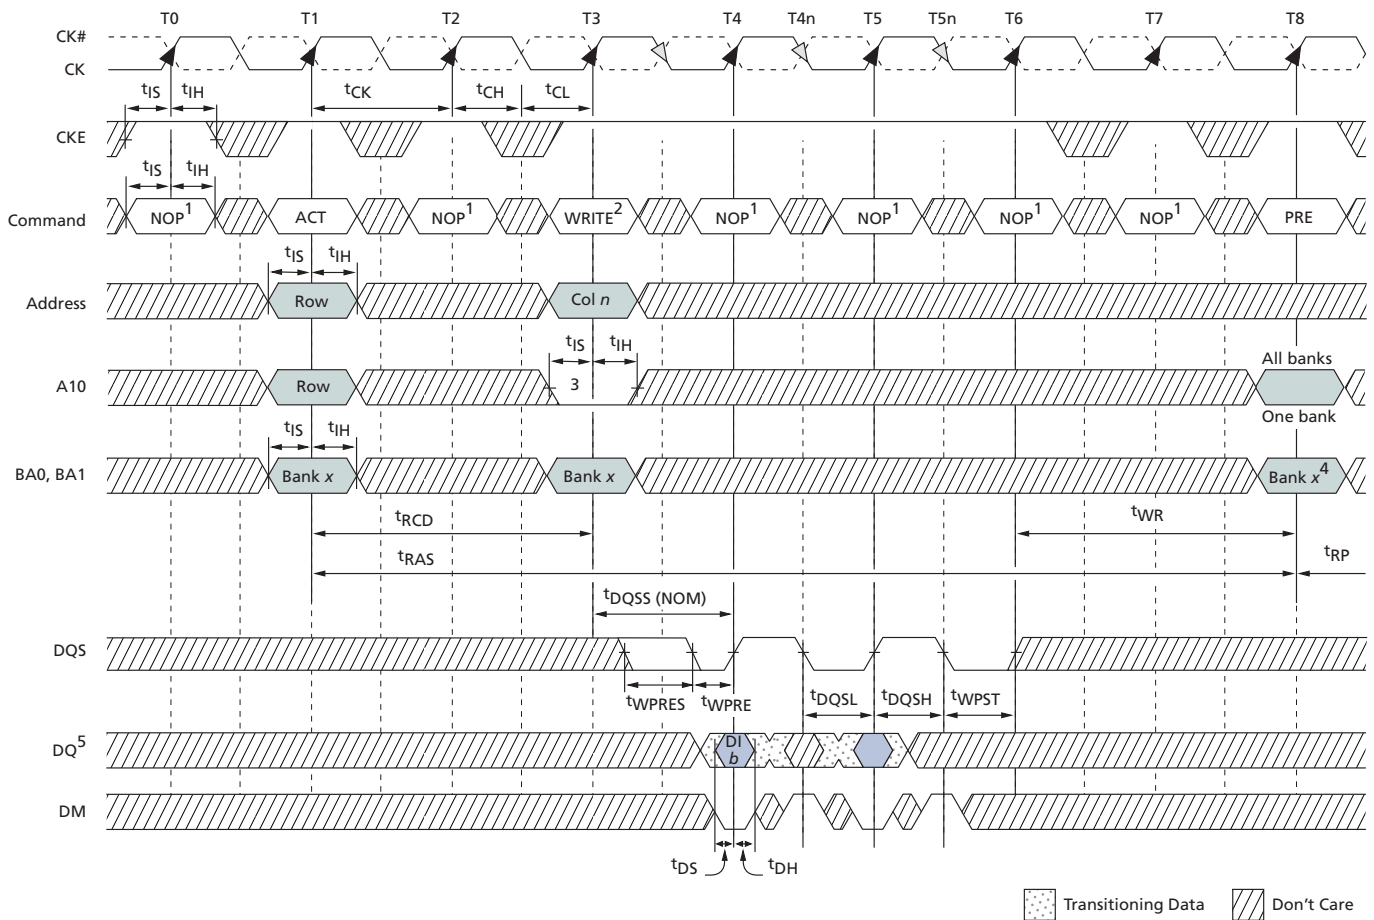 T0 T1 T2 T3 T4 T4n T5 T5n T6 T7 T8
CK#
CK
tIS tIH tCK tCH tCL
CKE
tIS tIH
Command NOP1 ACT NOP1 WRITE2 NOP1 NOP1 NOP1 NOP1 PRE
tIS tIH
Address Row Col n
tIS tIH
All banks
A10 Row 3
One bank
tIS tIH
BA0, BA1 Bank x Bank x Bank x4
tRCD tWR
tRAS tRP
tDQSS (NOM)
DQS
tWPRES tWPRE tDQSL tDQSH tWPST
DQ5 DI
b
DM
tDS tDH
Transitioning Data Don't Care